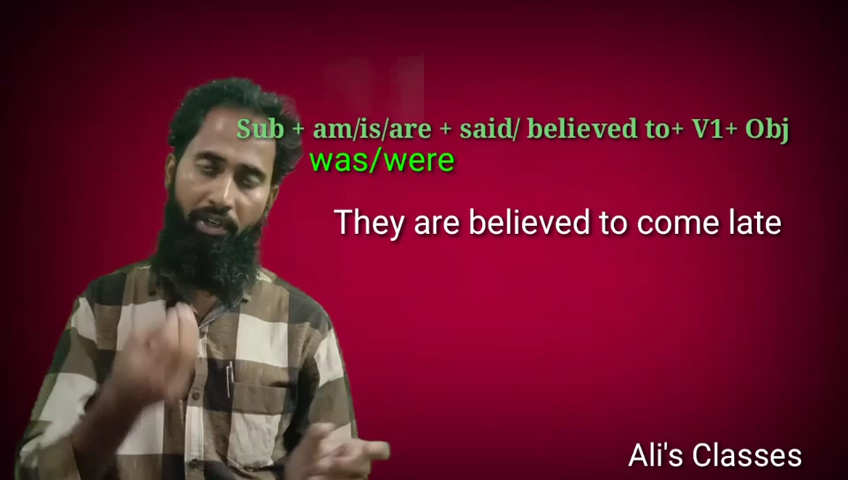 Sub + am/is/are + said/ believed to+ V1+ Obj
was/were
They are believed to come late
Ali's Classes